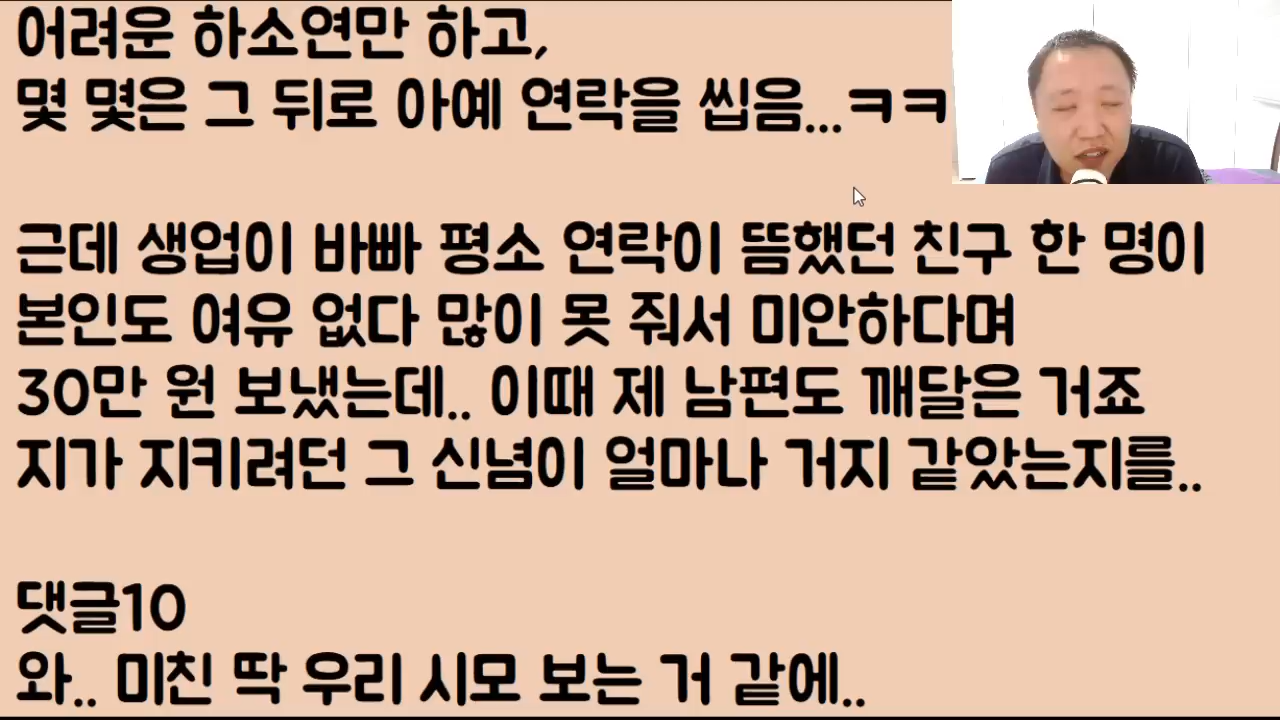 어려운 하소연만 하고,
몇 몇은 그 뒤로 아예 연락을 씹음...ㅋㅋ
근데 생업이 바빠 평소 연락이 뜸했던 친구 한 명이
본인도 여유 없다 많이 못 줘서 미안하다며
30만 원 보냈는데.. 이때 제 남편도 깨달은 거죠
지가 지키려던 그 신념이 얼마나 거지 같았는지를..
댓글10
와.. 미친 딱 우리 시모 보는 거 같에..